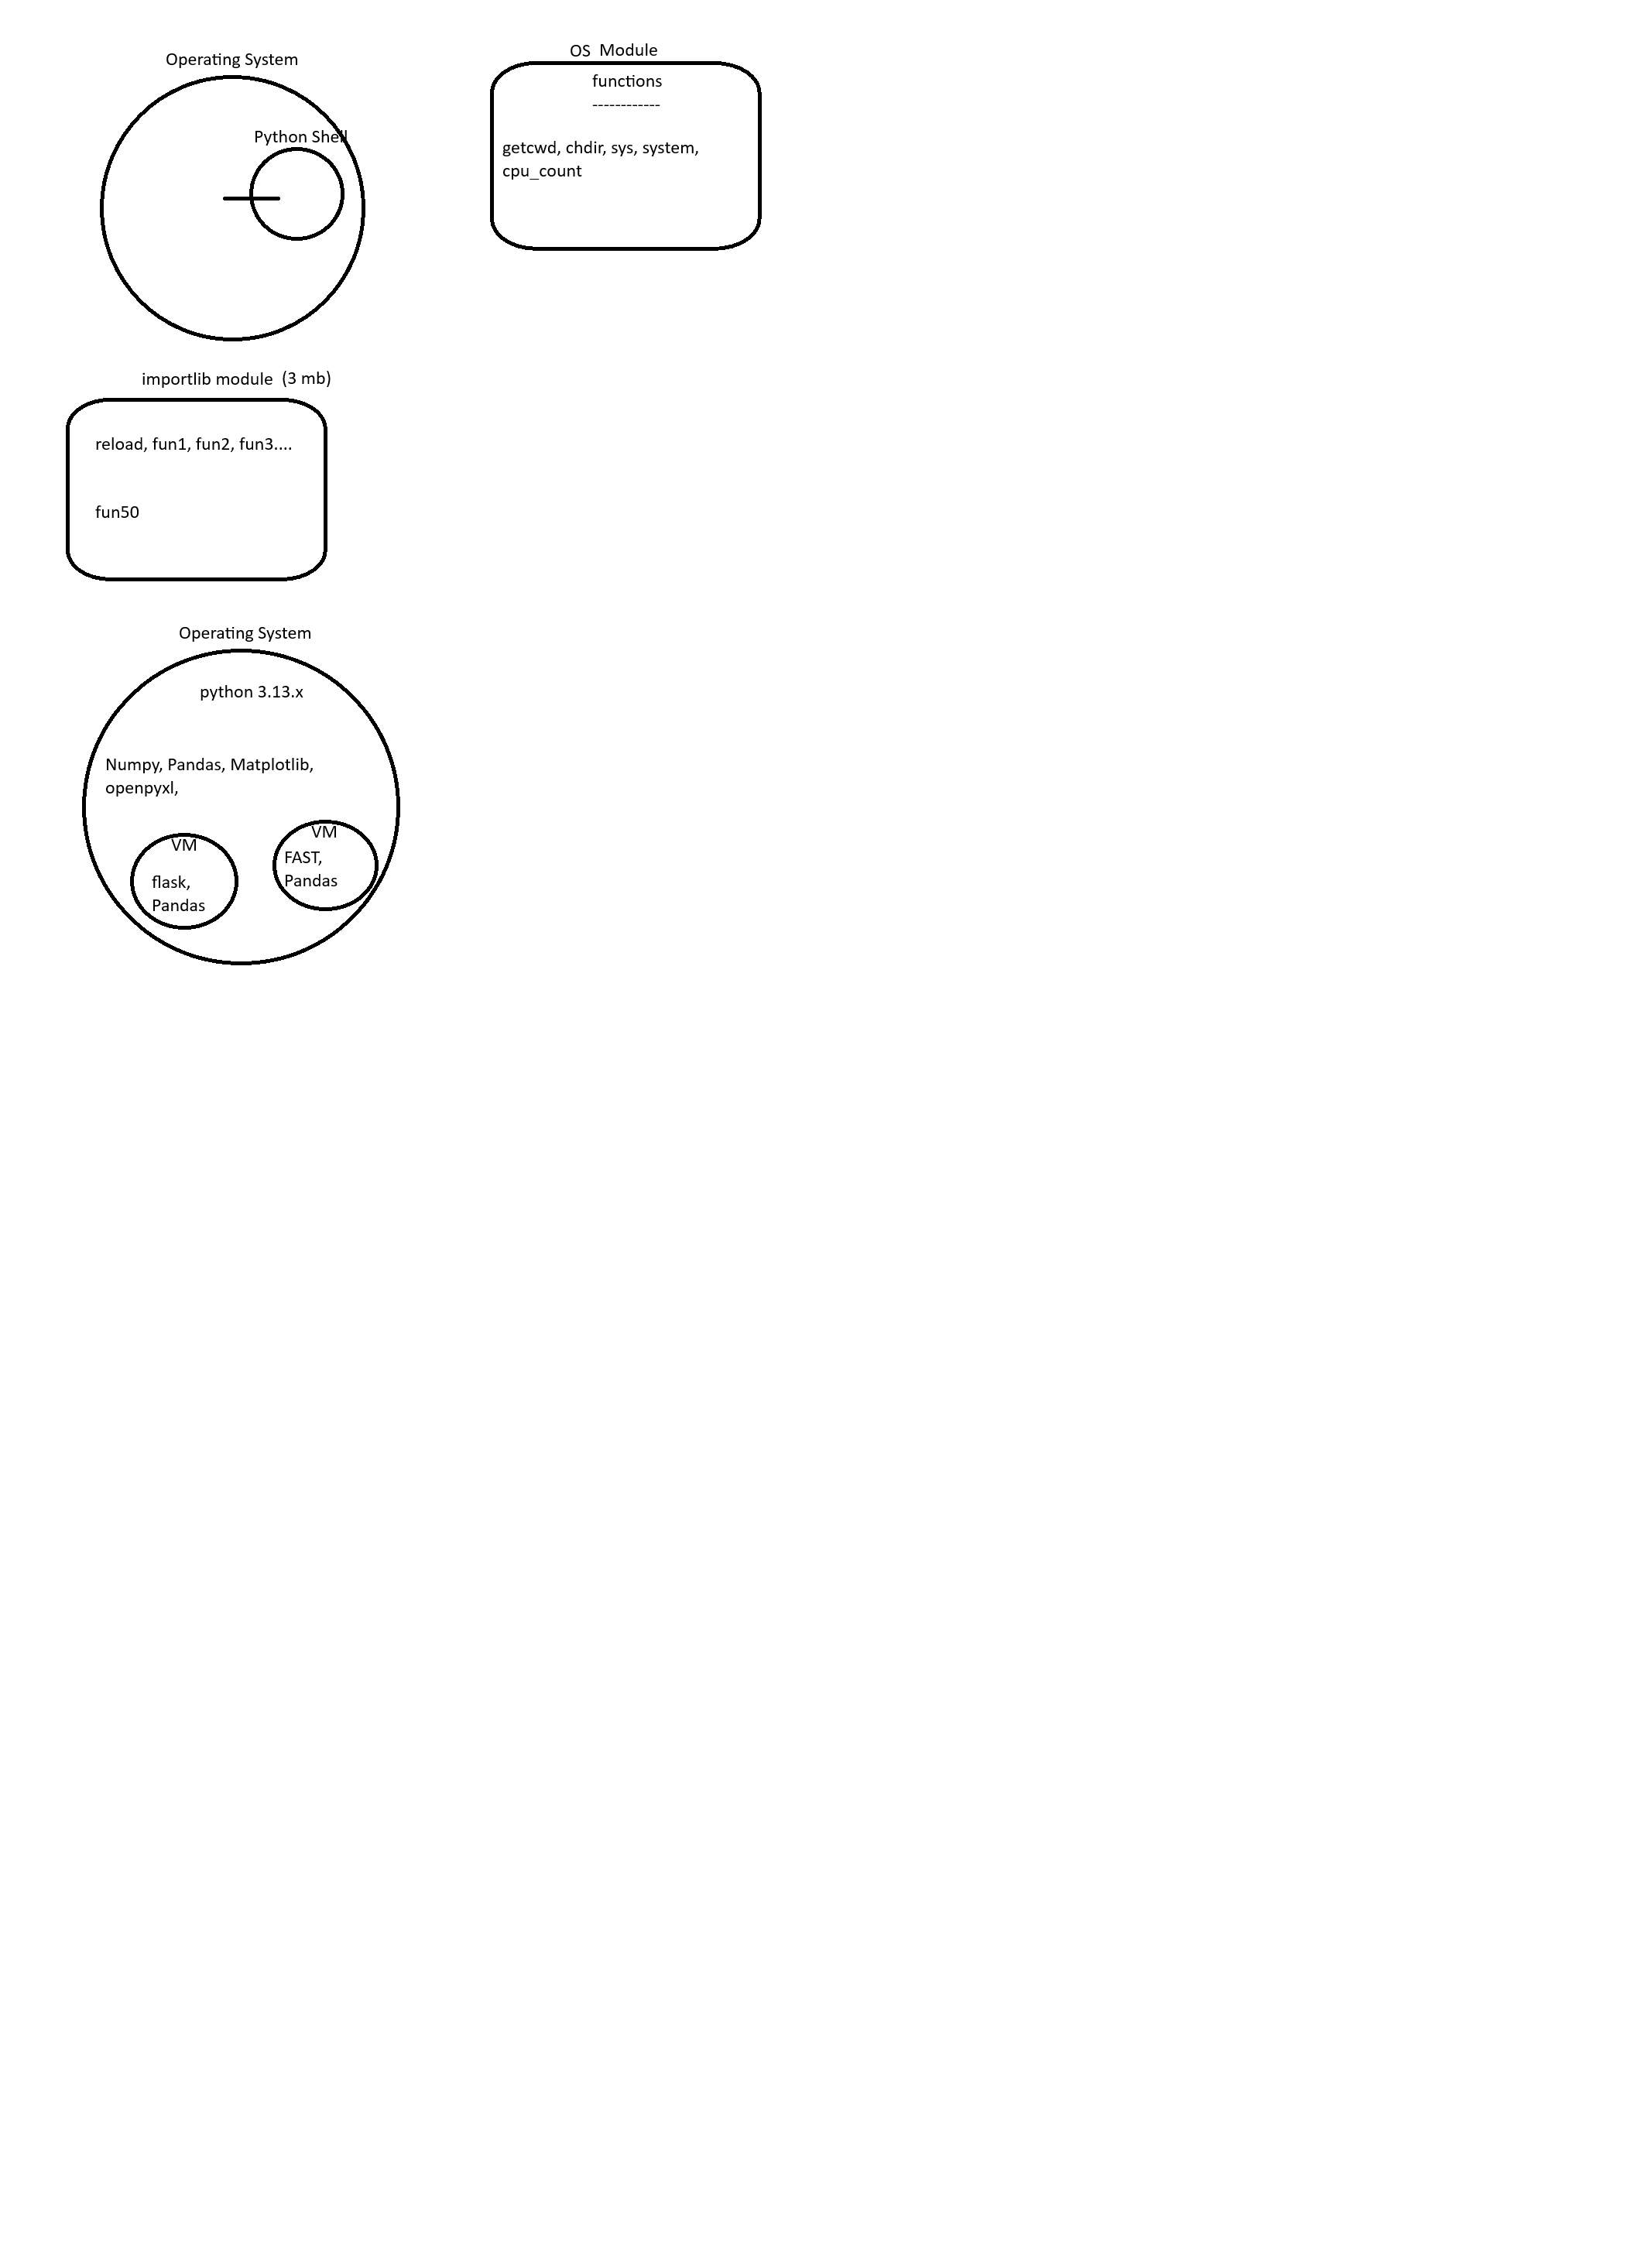 Operating System
Python Shell
OS Module
functions
------------
getcwd, chdir, sys, system,
cpu_count
importlib module (3 mb)
reload, fun1, fun2, fun3....
fun50
Operating System
python 3.13.x
Numpy, Pandas, Matplotlib,
openpyxl,
VM
flask,
Pandas
VM
FAST,
Pandas